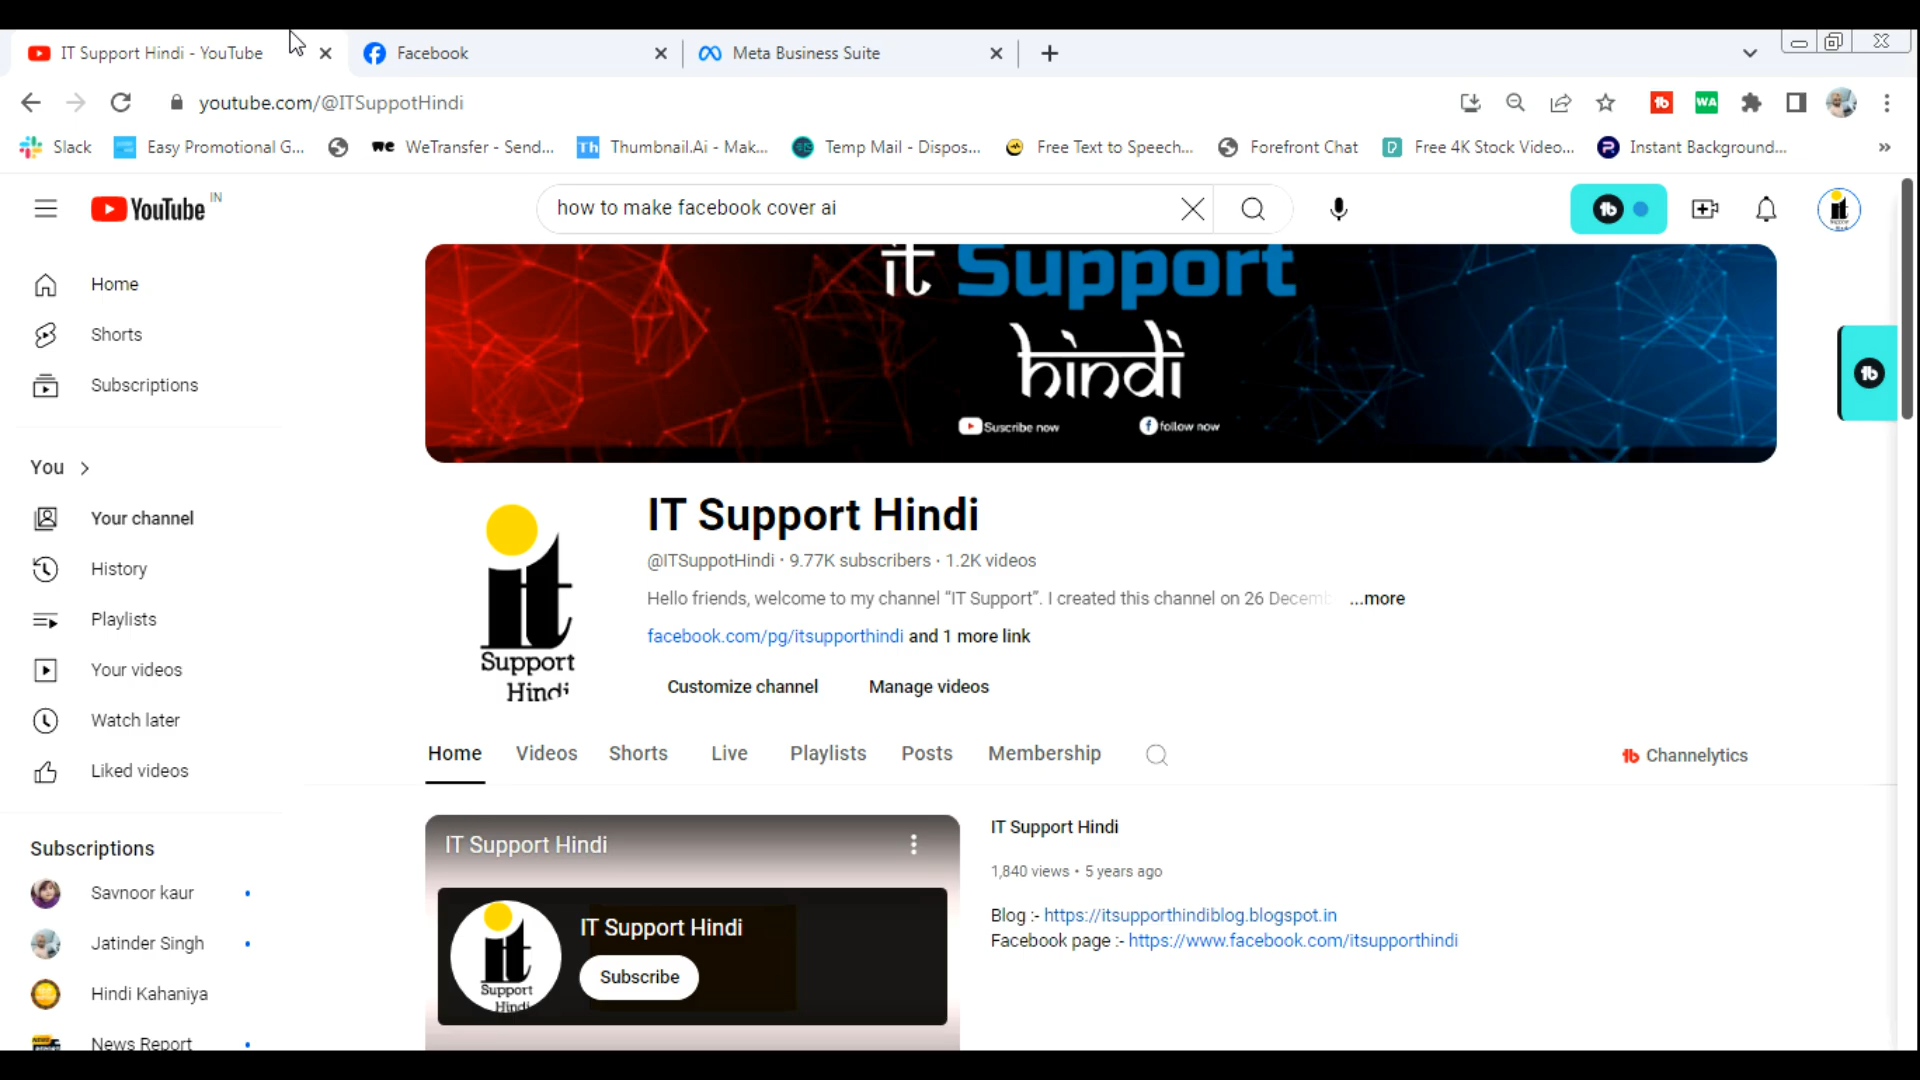 IT Support Hindi - YouTube
Facebook
Meta Business Suite
youtube.com/@ITSuppotHindi
Slack
Easy Promotional G...
WeTransfer - Send...
Thumbnail.Ai - Mak...
Temp Mail - Dispos...
Free Text to Speech...
Forefront Chat
Free 4K Stock Video...
Instant Background...
YouTube IN
how to make facebook cover ai
Home
Shorts
Subscriptions
You
Your channel
History
Playlists
Your videos
Watch later
Liked videos
Subscriptions
Savnoor kaur
Jatinder Singh
Hindi Kahaniya
News Report
it Support
hindi
Suscribe now
follow now
it
Support
Hindi
IT Support Hindi
@ITSuppotHindi · 9.77K subscribers · 1.2K videos
Hello friends, welcome to my channel “IT Support”. I created this channel on 26 Decemb ...more
facebook.com/pg/itsupporthindi and 1 more link
Customize channel
Manage videos
Home
Videos
Shorts
Live
Playlists
Posts
Membership
Channelytics
IT Support Hindi
it
Support
Hindi
IT Support Hindi
Subscribe
IT Support Hindi
1,840 views • 5 years ago
Blog :- https://itsupporthindiblog.blogspot.in
Facebook page :- https://www.facebook.com/itsupporthindi